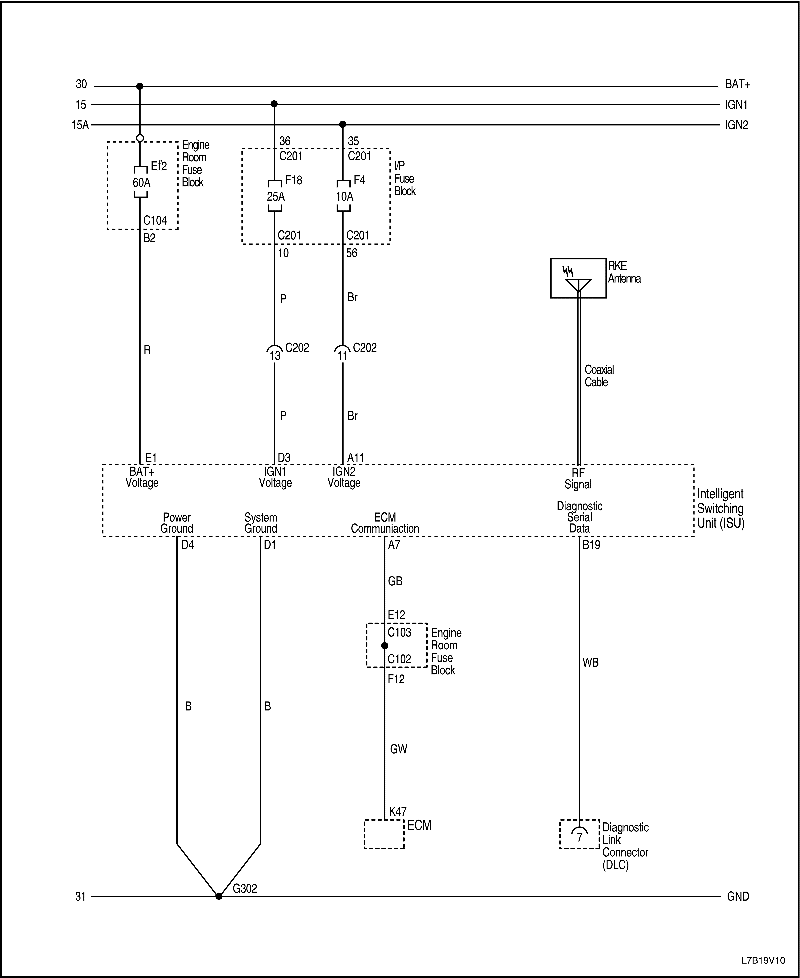 30
BAT+
15
IGN1
15A
IGN2
Engine
Room
Fuse
Block
Ef2
60A
C104
B2
36
35
C201
C201
I/P
Fuse
Block
F18
25A
F4
10A
C201
C201
10
56
RKE
Antenna
P
Br
R
13
C202
11
C202
Coaxial
Cable
P
Br
E1
D3
A11
BAT+
Voltage
IGN1
Voltage
IGN2
Voltage
RF
Signal
Intelligent
Switching
Unit (ISU)
Power
Ground
System
Ground
ECM
Communiaction
Diagnostic
Serial
Data
D4
D1
A7
B19
GB
E12
C103
C102
Engine
Room
Fuse
Block
F12
WB
B
B
GW
K47
ECM
7
Diagnostic
Link
Connector
(DLC)
G302
31
GND
L7B19V10